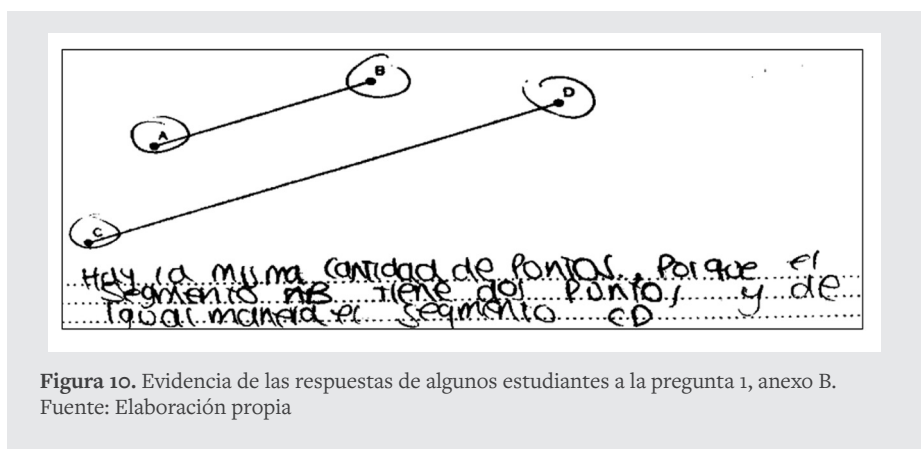 B
D
A
C
Hay la misma cantidad de Pontos. Porque el
segmento AB tiene dos Puntos y de
igual manera el segmento CD
Figura 10. Evidencia de las respuestas de algunos estudiantes a la pregunta 1, anexo B.
Fuente: Elaboración propia